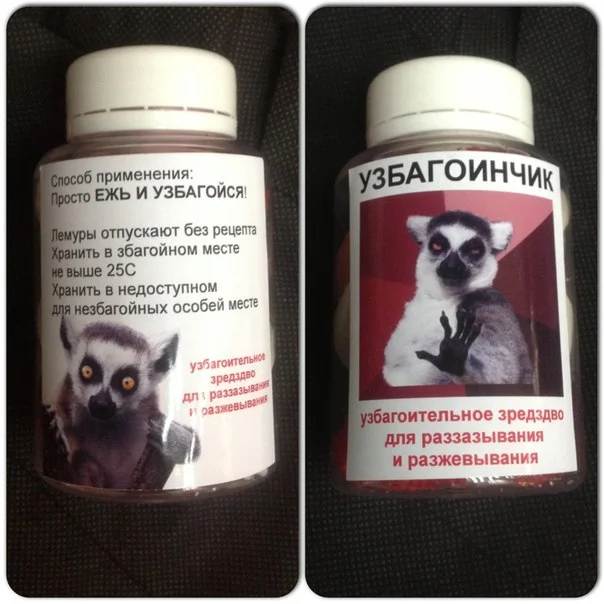 Способ применения:
Просто ЕЖЬ И УЗБАГОЙСЯ!
Лемуры отпускают без рецепта
Хранить в збагойном месте
не выше 25С
Хранить в недоступном
для незбагойных особей месте
узбагоительное
зредздво
для раззазывания
и разжевывания
УЗБАГОИНЧИК
узбагоительное зредздво
для раззазывания
и разжевывания